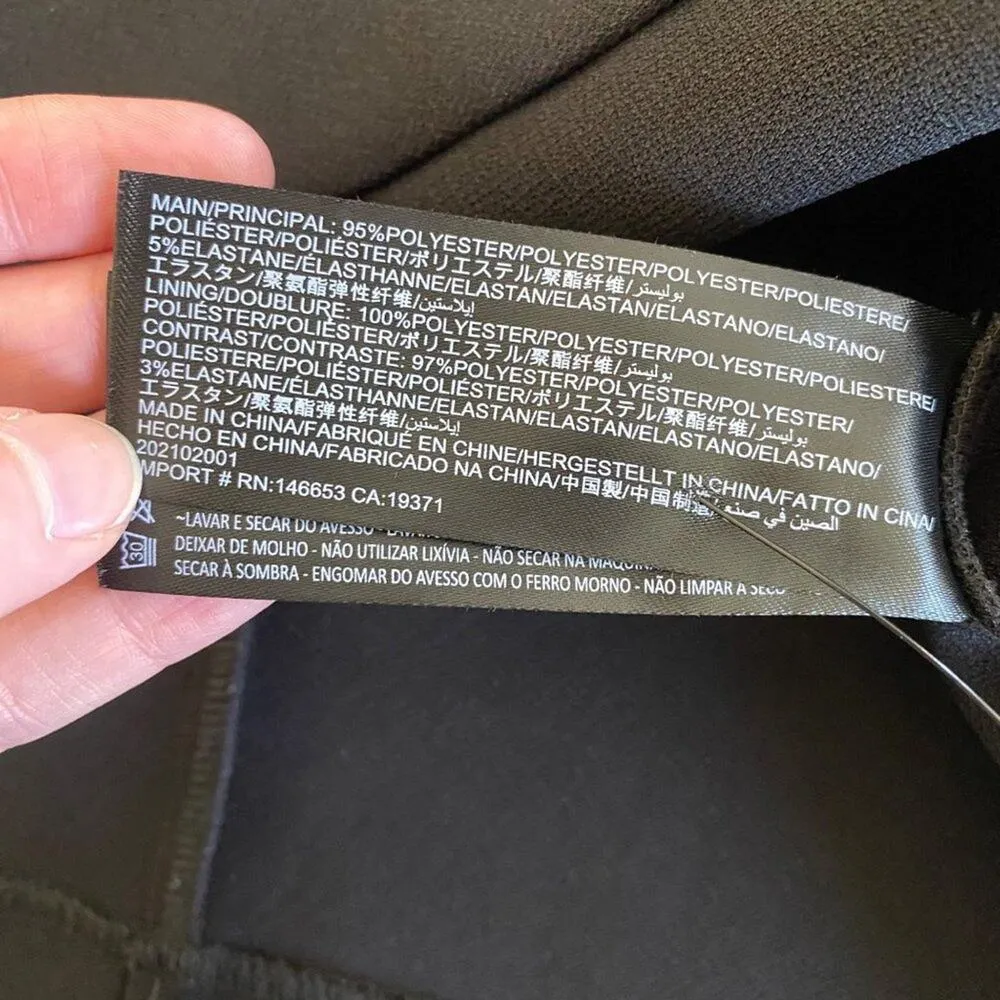 MAIN/PRINCIPAL: 95%POLYESTER/POLYESTER/POLYESTER/POLIESTERE/
POLIÉSTER/POLIÉSTER/ポリエステル/聚酯纤维/بوليستر
5%ELASTANE/ÉLASTHANNE/ELASTAN/ELASTAN/ELASTANO/ELASTANO/
エラスタン/聚氨酯弹性纤维/إيلاستين
LINING/DOUBLURE: 100%POLYESTER/POLYESTER/POLYESTER/POLIESTERE/
POLIÉSTER/POLIÉSTER/ポリエステル/聚酯纤维/بوليستر
CONTRAST/CONTRASTE: 97%POLYESTER/POLYESTER/POLYESTER/
POLIESTERE/POLIÉSTER/POLIÉSTER/ポリエステル/聚酯纤维/بوليستر
3%ELASTANE/ÉLASTHANNE/ELASTAN/ELASTAN/ELASTANO/ELASTANO/
エラスタン/聚氨酯弹性纤维/إيلاستين
MADE IN CHINA/FABRIQUÉ EN CHINE/HERGESTELLT IN CHINA/FATTO IN CINA/
HECHO EN CHINA/FABRICADO NA CHINA/中国製/中国制造/الصين في صنع
202102001
IMPORT # RN:146653 CA:19371
~LAVAR E SECAR DO AVESSO -
30
DEIXAR DE MOLHO - NÃO UTILIZAR LIXÍVIA - NÃO SECAR NA MAQUINA
SECAR À SOMBRA - ENGOMAR DO AVESSO COM O FERRO MORNO - NÃO LIMPAR A SECO